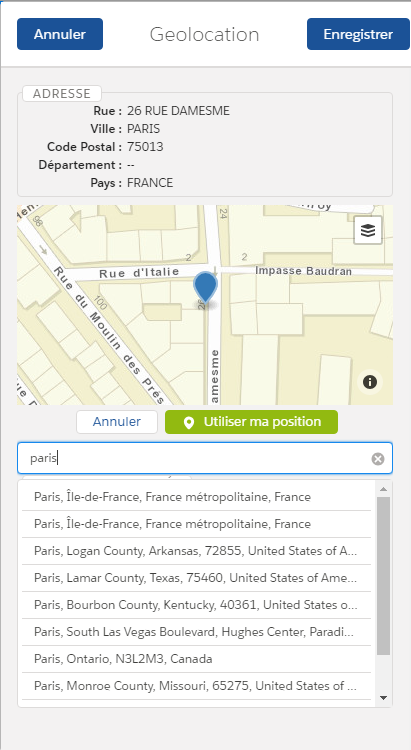 Annuler
Geolocation
Enregistrer
ADRESSE
Rue : 26 RUE DAMESME
Ville : PARIS
Code Postal : 75013
Département : --
Pays : FRANCE
98
24
2
2
Rue d'Italie
Impasse Baudran
Rue du Moulin des Prés
100
26
amesme
Annuler
Utiliser ma position
paris
Paris, Île-de-France, France métropolitaine, France
Paris, Île-de-France, France métropolitaine, France
Paris, Logan County, Arkansas, 72855, United States of A...
Paris, Lamar County, Texas, 75460, United States of Ame...
Paris, Bourbon County, Kentucky, 40361, United States o...
Paris, South Las Vegas Boulevard, Hughes Center, Paradi...
Paris, Ontario, N3L2M3, Canada
Paris, Monroe County, Missouri, 65275, United States of ...